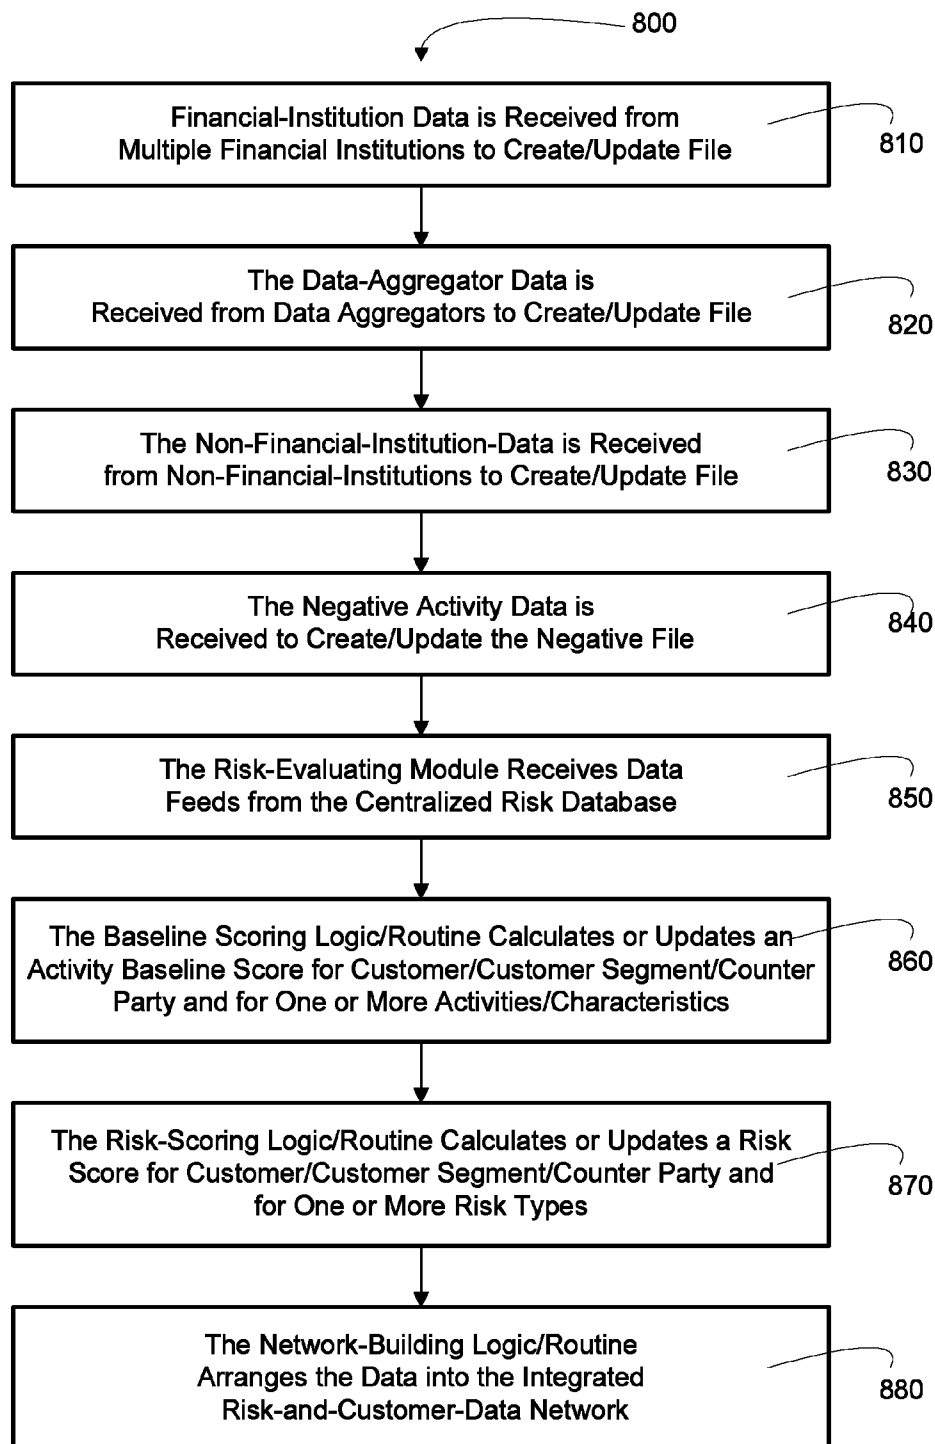 800
Financial-Institution Data is Received from
Multiple Financial Institutions to Create/Update File
810
The Data-Aggregator Data is
Received from Data Aggregators to Create/Update File
820
The Non-Financial-Institution-Data is Received
from Non-Financial-Institutions to Create/Update File
830
The Negative Activity Data is
Received to Create/Update the Negative File
840
The Risk-Evaluating Module Receives Data
Feeds from the Centralized Risk Database
850
The Baseline Scoring Logic/Routine Calculates or Updates an
Activity Baseline Score for Customer/Customer Segment/Counter
Party and for One or More Activities/Characteristics
860
The Risk-Scoring Logic/Routine Calculates or Updates a Risk
Score for Customer/Customer Segment/Counter Party and
for One or More Risk Types
870
The Network-Building Logic/Routine
Arranges the Data into the Integrated
Risk-and-Customer-Data Network
880